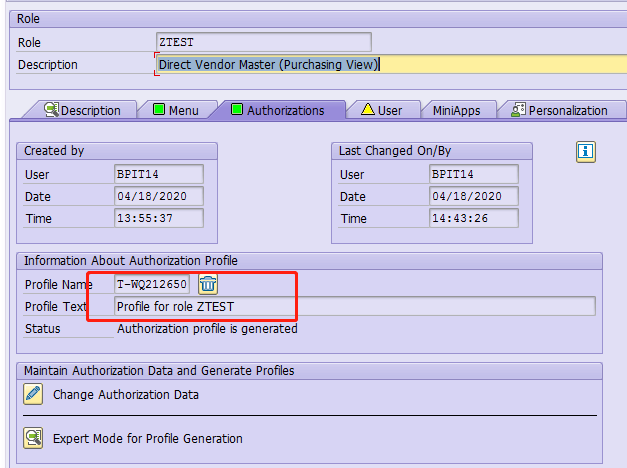 Role
Role ZTEST
Description Direct Vendor Master (Purchasing View)
Description Menu Authorizations User MiniApps Personalization
Created by
User BPIT14
Date 04/18/2020
Time 13:55:37
Last Changed On/By
User BPIT14
Date 04/18/2020
Time 14:43:26
Information About Authorization Profile
Profile Name T-WQ212650
Profile Text Profile for role ZTEST
Status Authorization profile is generated
Maintain Authorization Data and Generate Profiles
Change Authorization Data
Expert Mode for Profile Generation